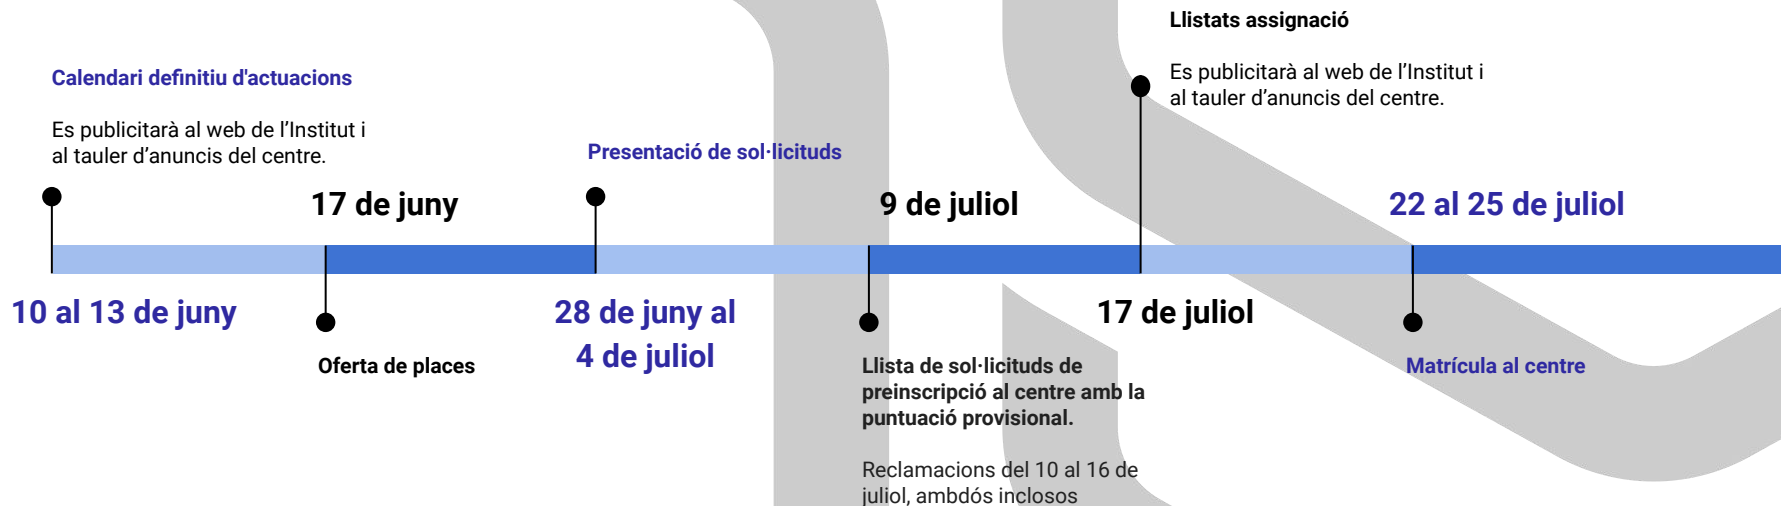 Calendari definitiu d'actuacions
Es publicitarà al web de l’Institut i
al tauler d’anuncis del centre.
10 al 13 de juny
17 de juny
Oferta de places
Presentació de sol·licituds
28 de juny al
4 de juliol
9 de juliol
Llista de sol·licituds de
preinscripció al centre amb la
puntuació provisional.
Reclamacions del 10 al 16 de
juliol, ambdós inclosos
Llistats assignació
Es publicitarà al web de l’Institut i
al tauler d’anuncis del centre.
17 de juliol
22 al 25 de juliol
Matrícula al centre